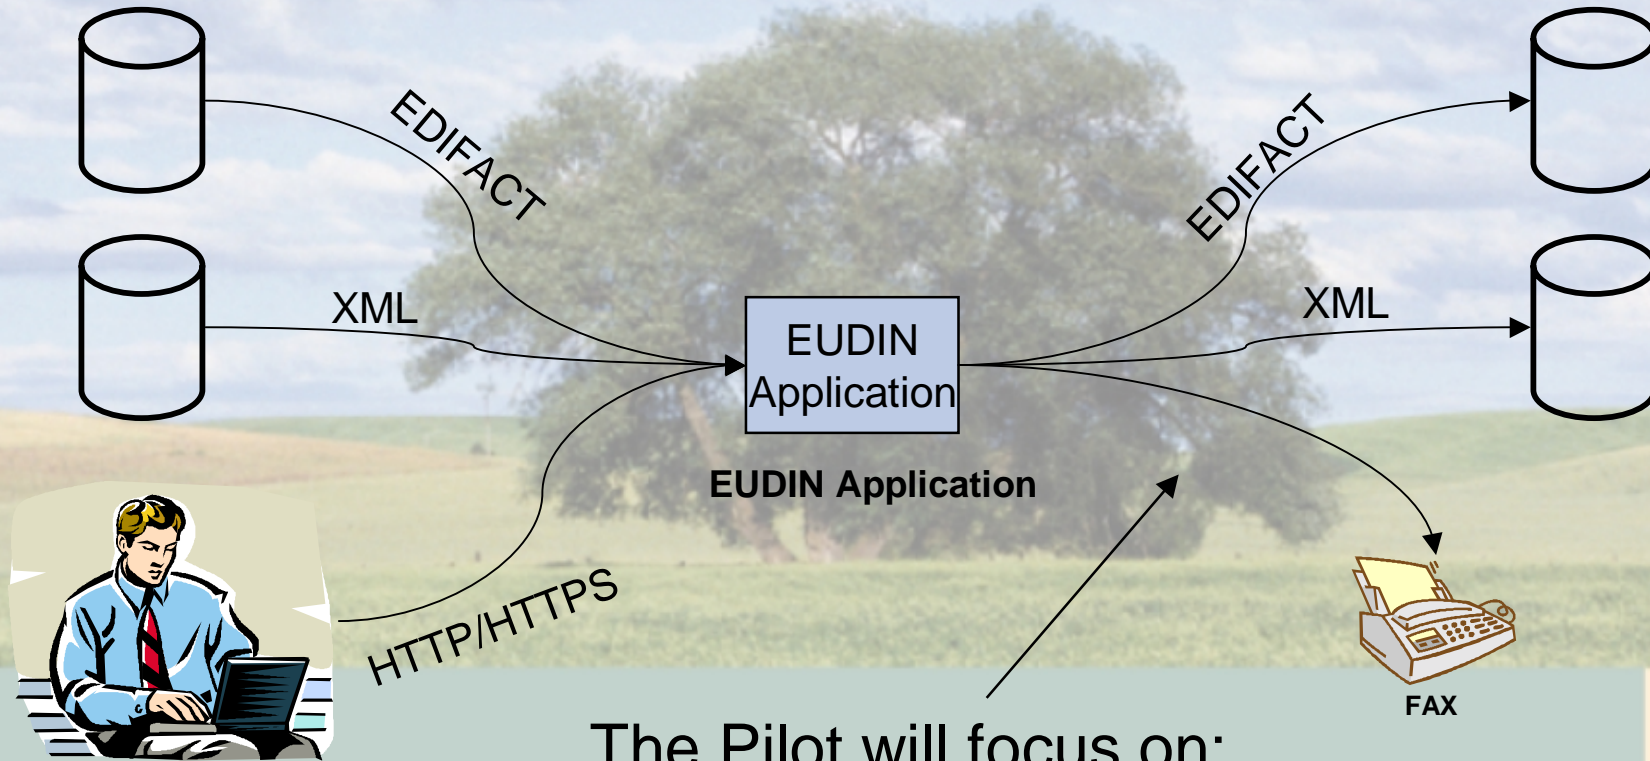 EDIFACT
EDIFACT
XML
XML
EUDIN
Application
EUDIN Application
HTTP/HTTPS
FAX
The Pilot will focus on: